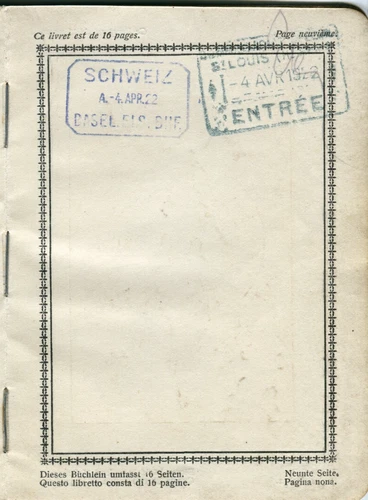 Ce livret est de 16 pages. Page neuvième.
SCHWEIZ
A.-4.APR.22
BASEL.ELS.BHF.
ST LOUIS
-4 AVR 1922
ENTRÉE
Dieses Büchlein umfasst 16 Seiten. Neunte Seite.
Questo libretto consta di 16 pagine. Pagina nona.